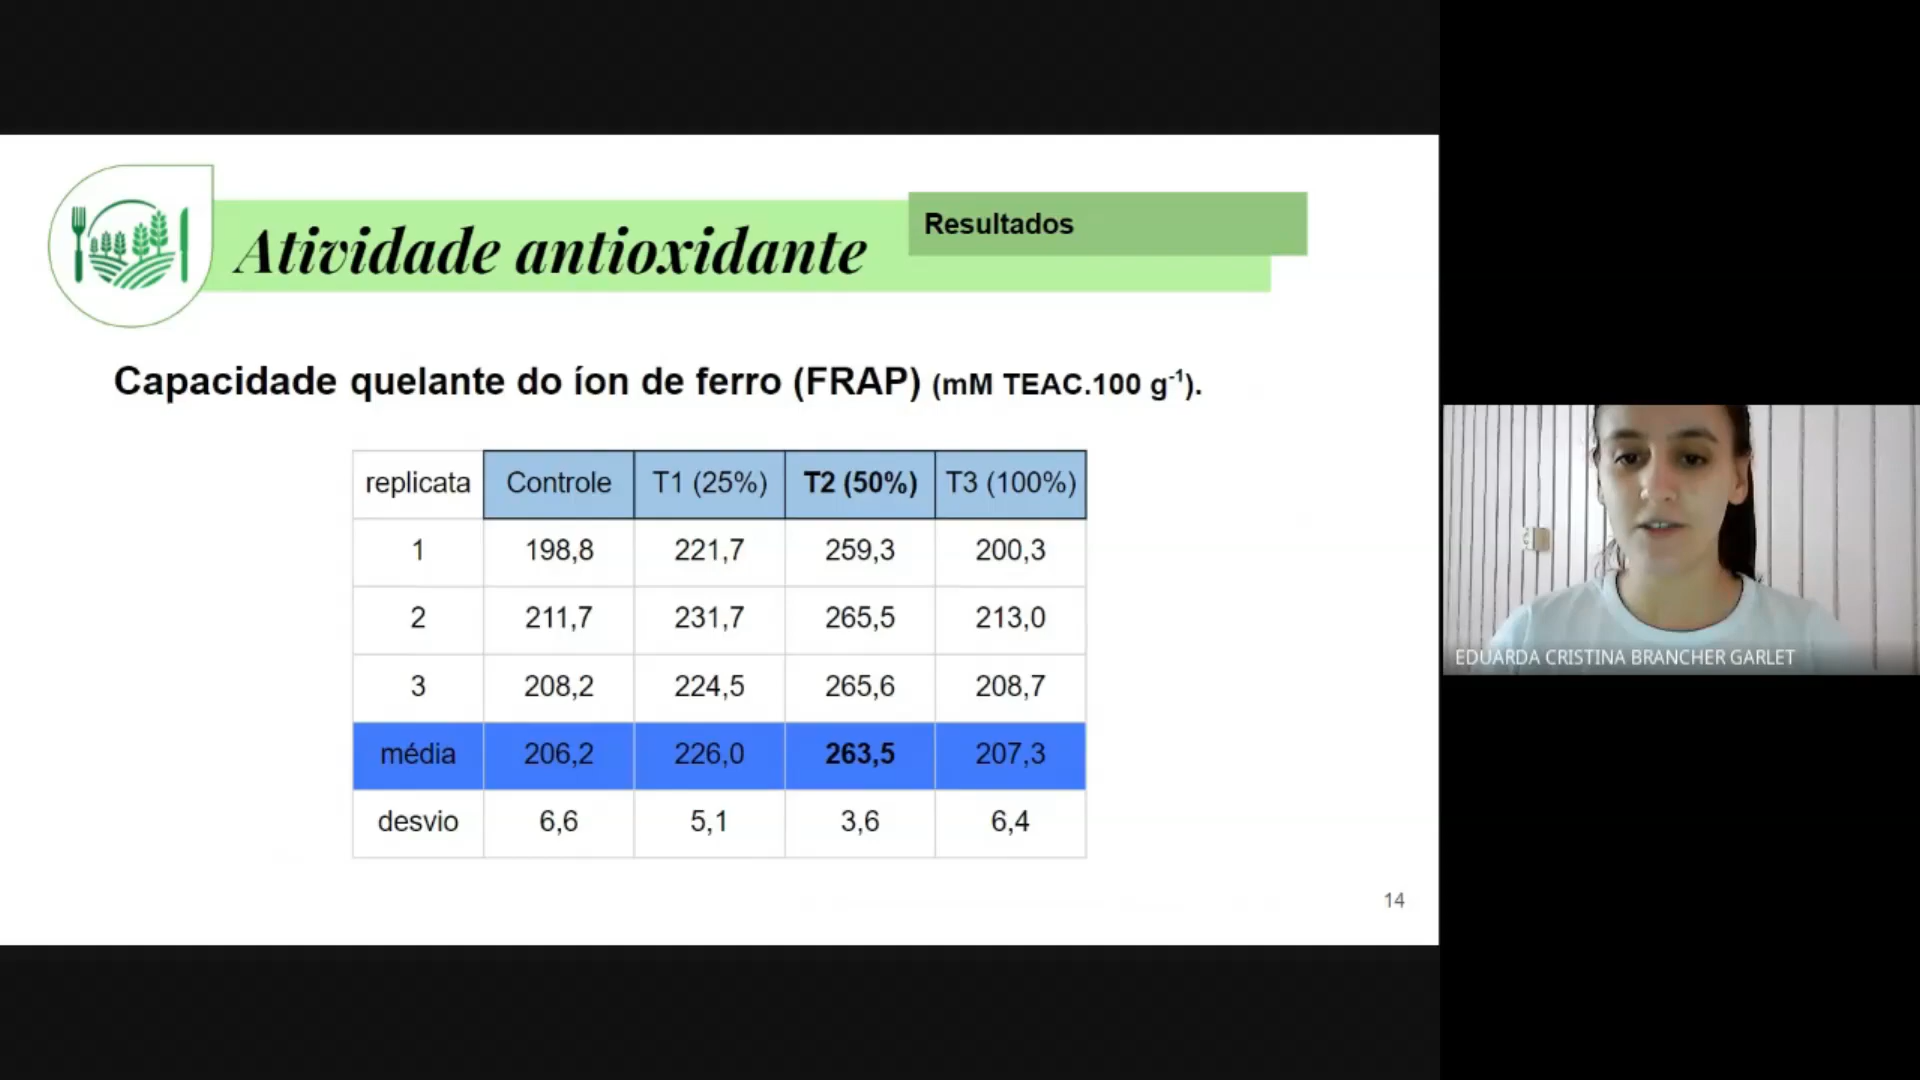 Atividade antioxidante
Resultados
Capacidade quelante do íon de ferro (FRAP) (mM TEAC.100 g⁻¹).
replicata Controle T1 (25%) T2 (50%) T3 (100%)
1 198,8 221,7 259,3 200,3
2 211,7 231,7 265,5 213,0
3 208,2 224,5 265,6 208,7
média 206,2 226,0 263,5 207,3
desvio 6,6 5,1 3,6 6,4
14
EDUARDA CRISTINA BRANCHER GARLET